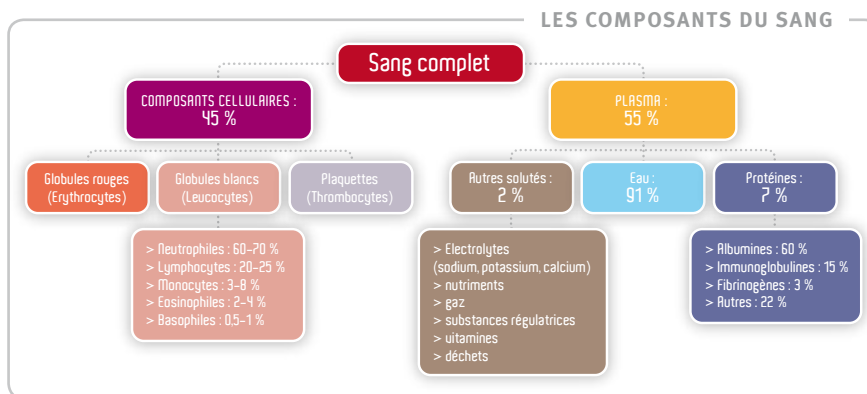 LES COMPOSANTS DU SANG
Sang complet
COMPOSANTS CELLULAIRES :
45 %
PLASMA :
55 %
Globules rouges
(Erythrocytes)
Globules blancs
(Leucocytes)
Plaquettes
(Thrombocytes)
Autres solutés :
2 %
Eau :
91 %
Protéines :
7 %
> Neutrophiles : 60-70 %
> Lymphocytes : 20-25 %
> Monocytes : 3-8 %
> Eosinophiles : 2-4 %
> Basophiles : 0,5-1 %
> Electrolytes
(sodium, potassium, calcium)
> nutriments
> gaz
> substances régulatrices
> vitamines
> déchets
> Albumines : 60 %
> Immunoglobulines : 15 %
> Fibrinogènes : 3 %
> Autres : 22 %